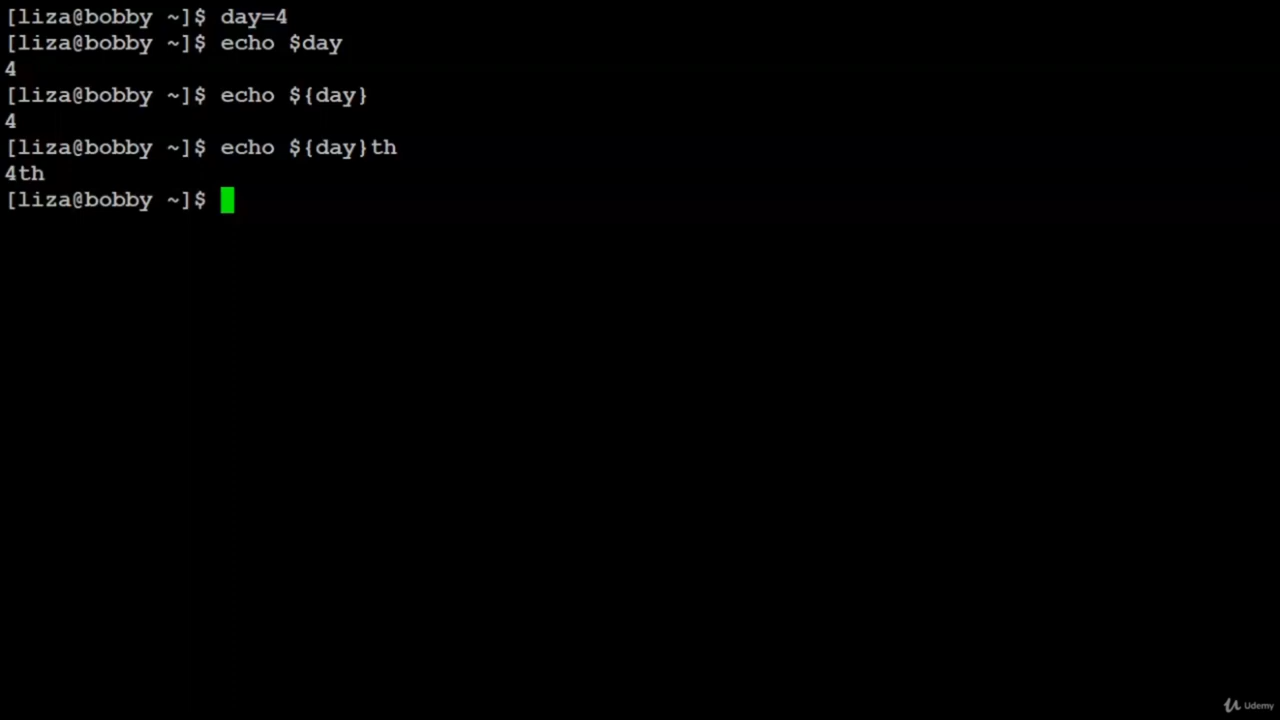 [liza@bobby ~]$ day=4
[liza@bobby ~]$ echo $day
4
[liza@bobby ~]$ echo ${day}
4
[liza@bobby ~]$ echo ${day}th
4th
[liza@bobby ~]$
Udemy